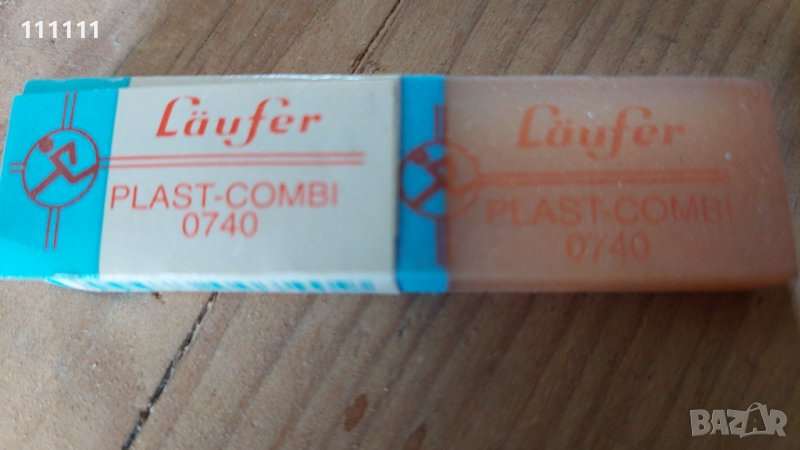 111111
Läufer
PLAST-COMBI
0740
Läufer
PLAST-COMBI
0740
BAZAR